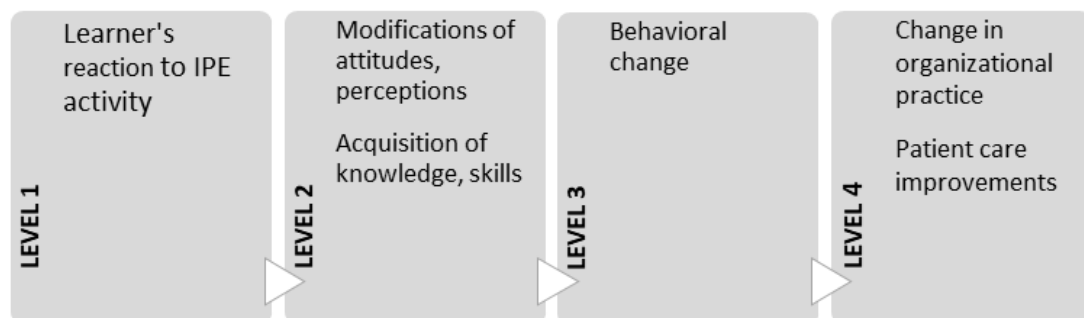 LEVEL 1
Learner's
reaction to IPE
activity
LEVEL 2
Modifications of
attitudes,
perceptions
Acquisition of
knowledge, skills
LEVEL 3
Behavioral
change
LEVEL 4
Change in
organizational
practice
Patient care
improvements